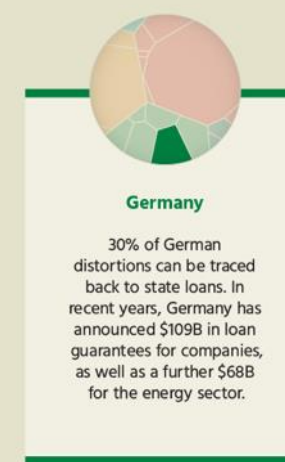 Germany
30% of German
distortions can be traced
back to state loans. In
recent years, Germany has
announced $109B in loan
guarantees for companies,
as well as a further $68B
for the energy sector.